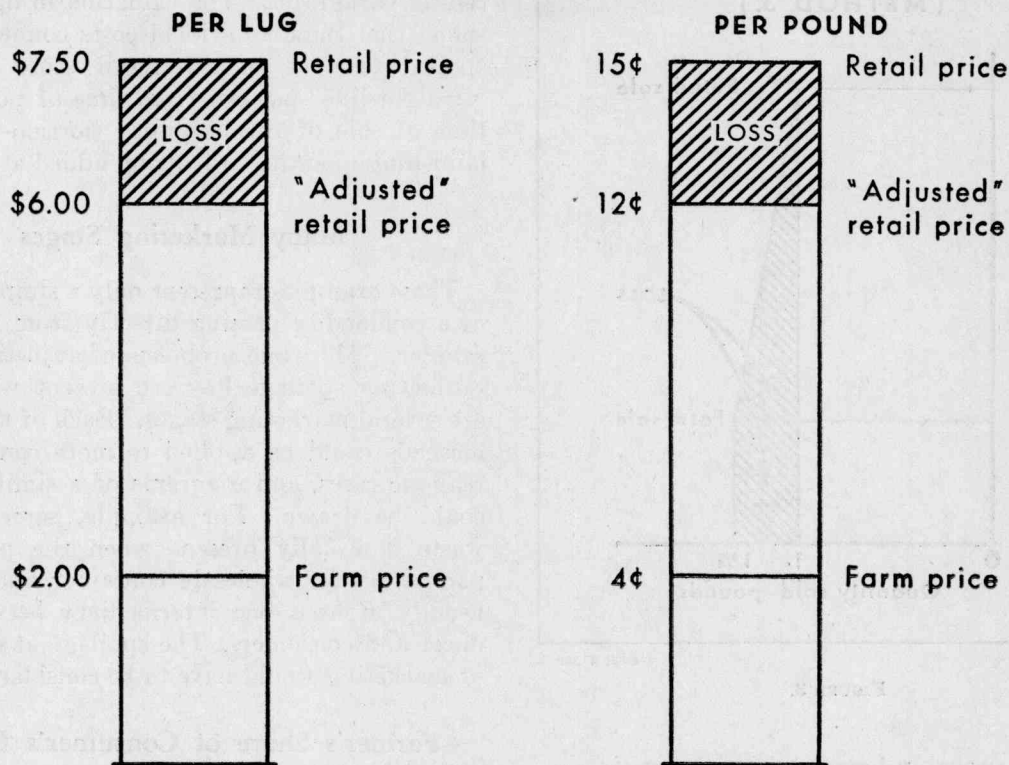 PER LUG
$7.50 Retail price
LOSS
$6.00 "Adjusted"
retail price
$2.00 Farm price
PER POUND
15¢ Retail price
LOSS
12¢ "Adjusted"
retail price
4¢ Farm price